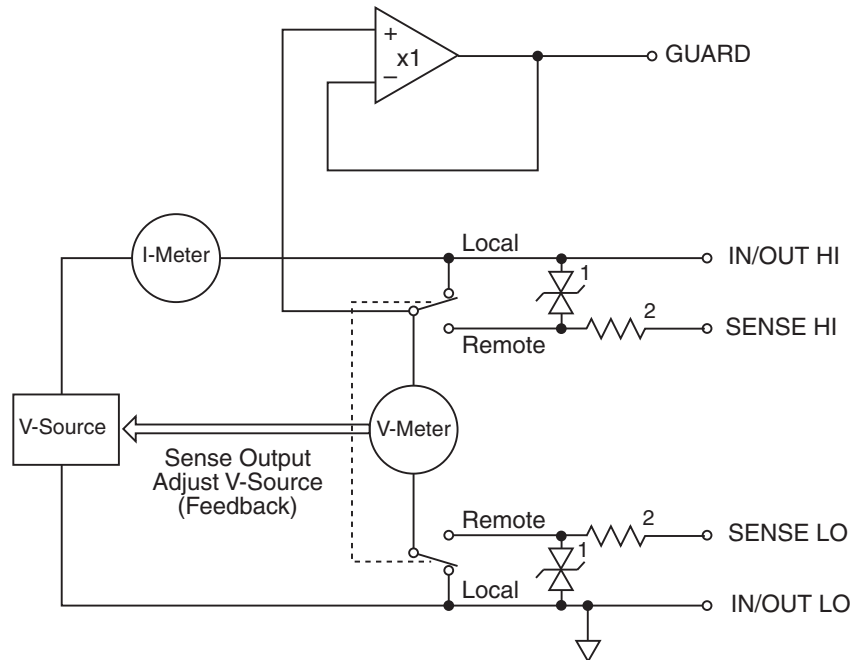 +
x1
−
GUARD
Local
I-Meter
1
IN/OUT HI
2
Remote
SENSE HI
V-Source
V-Meter
Sense Output
Adjust V-Source
(Feedback)
Remote
2
SENSE LO
1
Local
IN/OUT LO